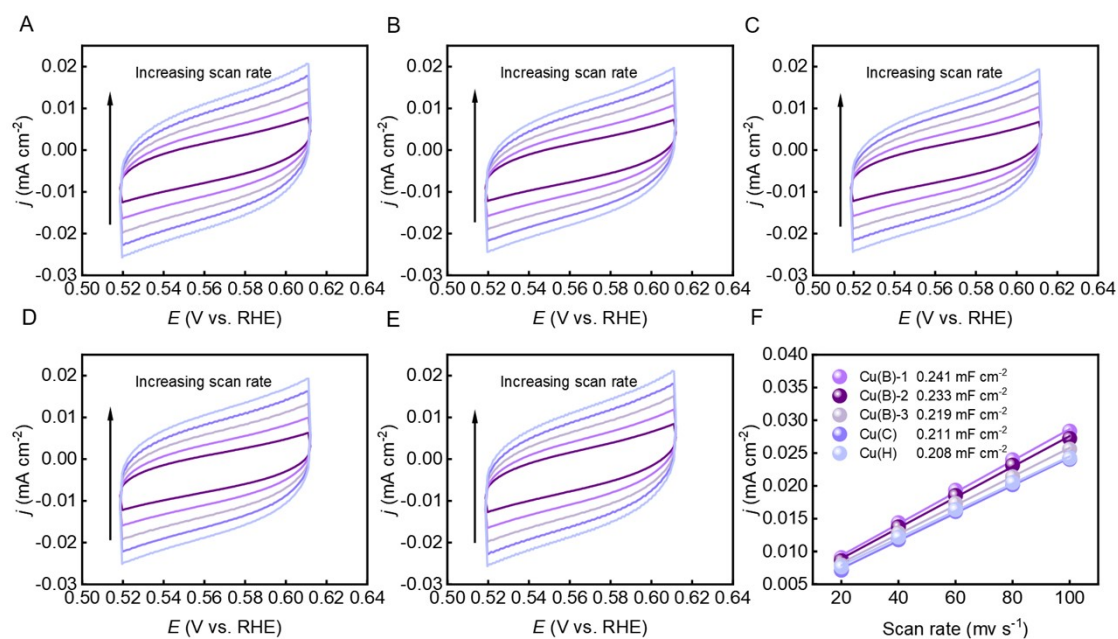 A
0.02
0.01
0.00
-0.01
-0.02
-0.03
j (mA cm-2)
Increasing scan rate
0.50 0.52 0.54 0.56 0.58 0.60 0.62 0.64
E (V vs. RHE)
B
0.02
0.01
0.00
-0.01
-0.02
-0.03
j (mA cm-2)
Increasing scan rate
0.50 0.52 0.54 0.56 0.58 0.60 0.62 0.64
E (V vs. RHE)
C
0.02
0.01
0.00
-0.01
-0.02
-0.03
j (mA cm-2)
Increasing scan rate
0.50 0.52 0.54 0.56 0.58 0.60 0.62 0.64
E (V vs. RHE)
D
0.02
0.01
0.00
-0.01
-0.02
-0.03
j (mA cm-2)
Increasing scan rate
0.50 0.52 0.54 0.56 0.58 0.60 0.62 0.64
E (V vs. RHE)
E
0.02
0.01
0.00
-0.01
-0.02
-0.03
j (mA cm-2)
Increasing scan rate
0.50 0.52 0.54 0.56 0.58 0.60 0.62 0.64
E (V vs. RHE)
F
0.040
0.035
0.030
0.025
0.020
0.015
0.010
0.005
j (mA cm-2)
Cu(B)-1 0.241 mF cm-2
Cu(B)-2 0.233 mF cm-2
Cu(B)-3 0.219 mF cm-2
Cu(C) 0.211 mF cm-2
Cu(H) 0.208 mF cm-2
20 40 60 80 100
Scan rate (mv s-1)